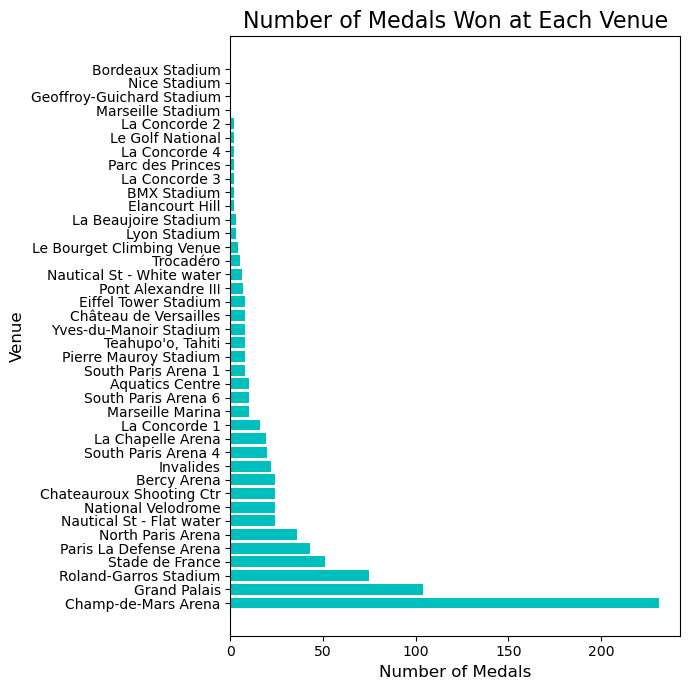 Number of Medals Won at Each Venue
Bordeaux Stadium
Nice Stadium
Geoffroy-Guichard Stadium
Marseille Stadium
La Concorde 2
Le Golf National
La Concorde 4
Parc des Princes
La Concorde 3
BMX Stadium
Elancourt Hill
La Beaujoire Stadium
Lyon Stadium
Le Bourget Climbing Venue
Trocadéro
Nautical St - White water
Pont Alexandre III
Eiffel Tower Stadium
Château de Versailles
Yves-du-Manoir Stadium
Teahupo'o, Tahiti
Pierre Mauroy Stadium
South Paris Arena 1
Aquatics Centre
South Paris Arena 6
Marseille Marina
La Concorde 1
La Chapelle Arena
South Paris Arena 4
Invalides
Bercy Arena
Chateauroux Shooting Ctr
National Velodrome
Nautical St - Flat water
North Paris Arena
Paris La Defense Arena
Stade de France
Roland-Garros Stadium
Grand Palais
Champ-de-Mars Arena
Venue
0 50 100 150 200
Number of Medals